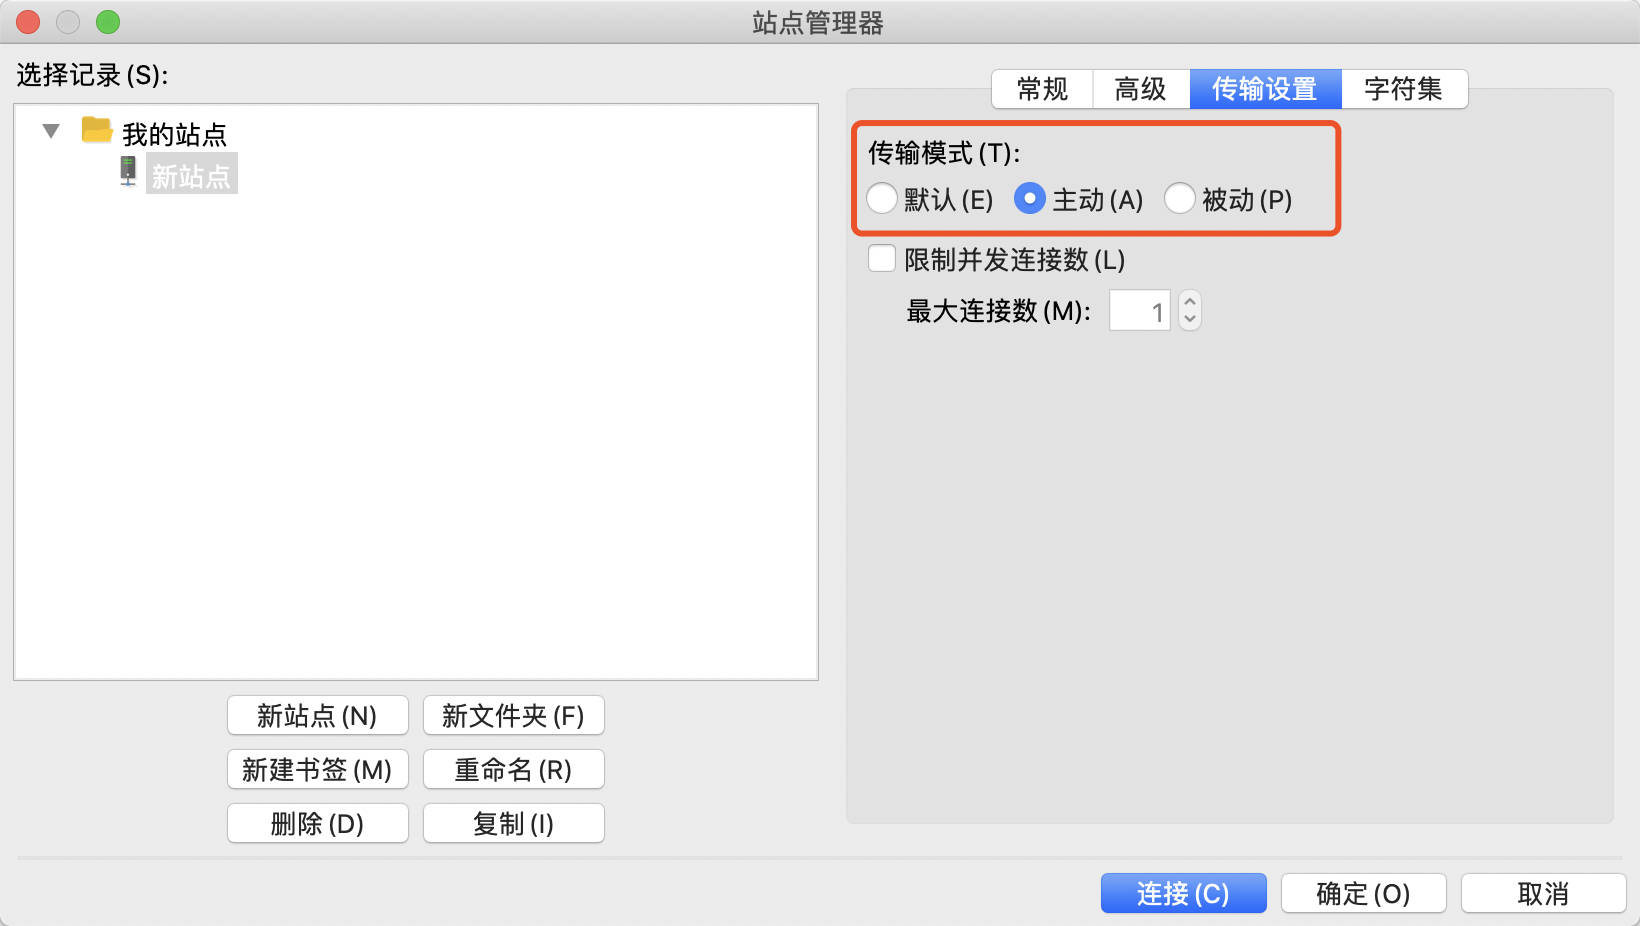 站点管理器
选择记录(S):
我的站点
新站点
新站点(N)
新文件夹(F)
新建书签(M)
重命名(R)
删除(D)
复制(I)
常规
高级
传输设置
字符集
传输模式(T):
默认(E)
主动(A)
被动(P)
限制并发连接数(L)
最大连接数(M):
1
连接(C)
确定(O)
取消